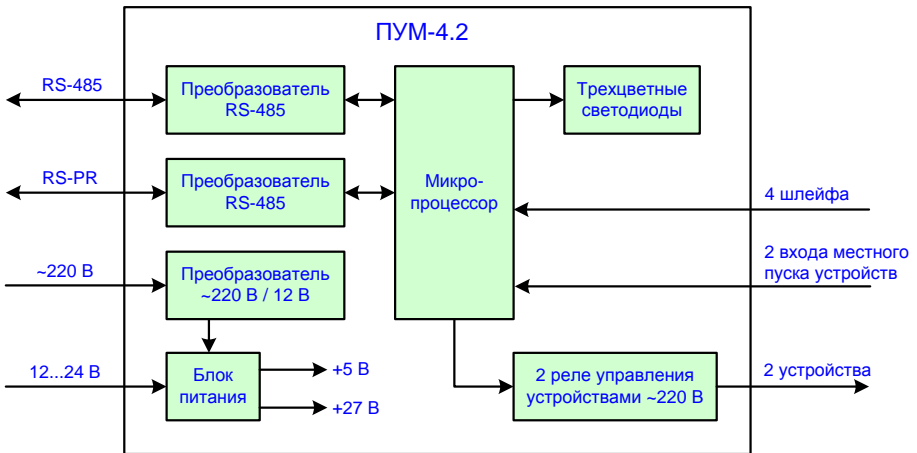 ПУМ-4.2
RS-485
Преобразователь
RS-485
Трехцветные
светодиоды
RS-PR
Преобразователь
RS-485
Микро-
процессор
4 шлейфа
~220 В
Преобразователь
~220 В / 12 В
2 входа местного
пуска устройств
12...24 В
Блок
питания
+5 В
+27 В
2 реле управления
устройствами ~220 В
2 устройства